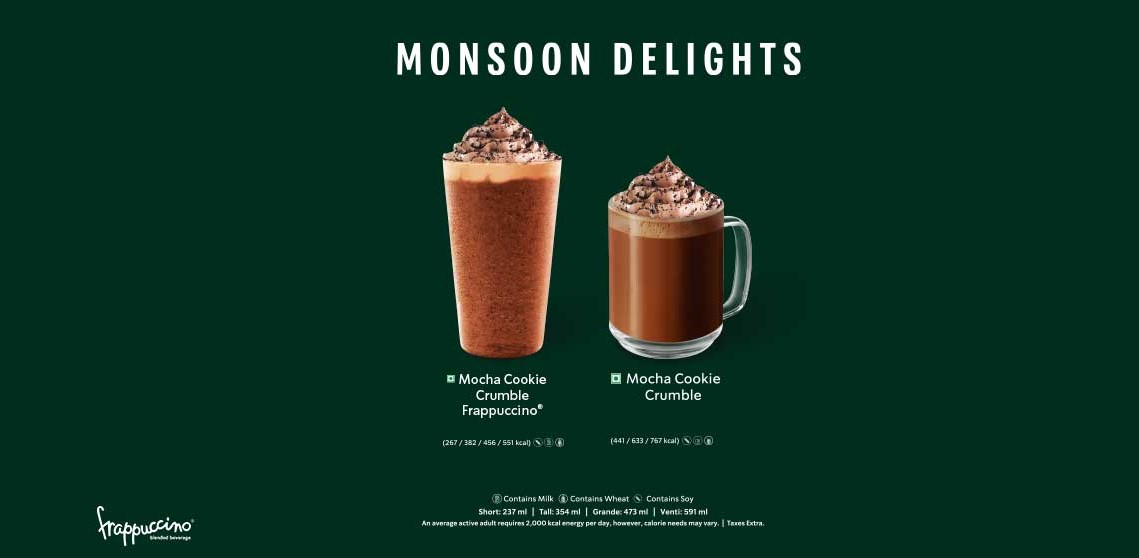 MONSOON DELIGHTS
Mocha Cookie
Crumble
Frappuccino®
(267 / 382 / 456 / 551 kcal)
Mocha Cookie
Crumble
(441 / 633 / 767 kcal)
Contains Milk Contains Wheat Contains Soy
Short: 237 ml | Tall: 354 ml | Grande: 473 ml | Venti: 591 ml
An average active adult requires 2,000 kcal energy per day, however, calorie needs may vary. | Taxes Extra.
frappuccino®
blended beverage